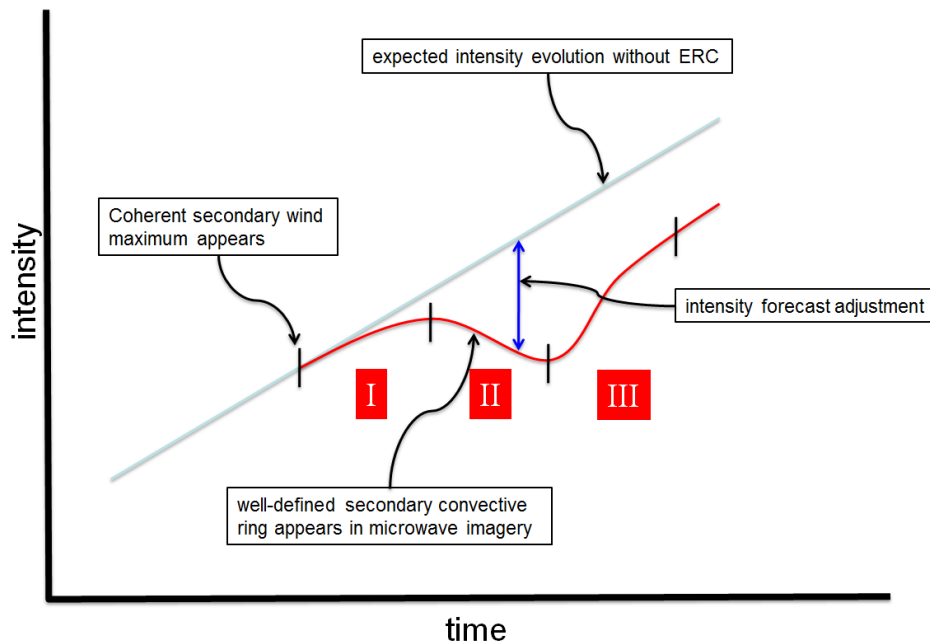 expected intensity evolution without ERC
Coherent secondary wind
maximum appears
intensity
intensity forecast adjustment
I
II
III
well-defined secondary convective
ring appears in microwave imagery
time